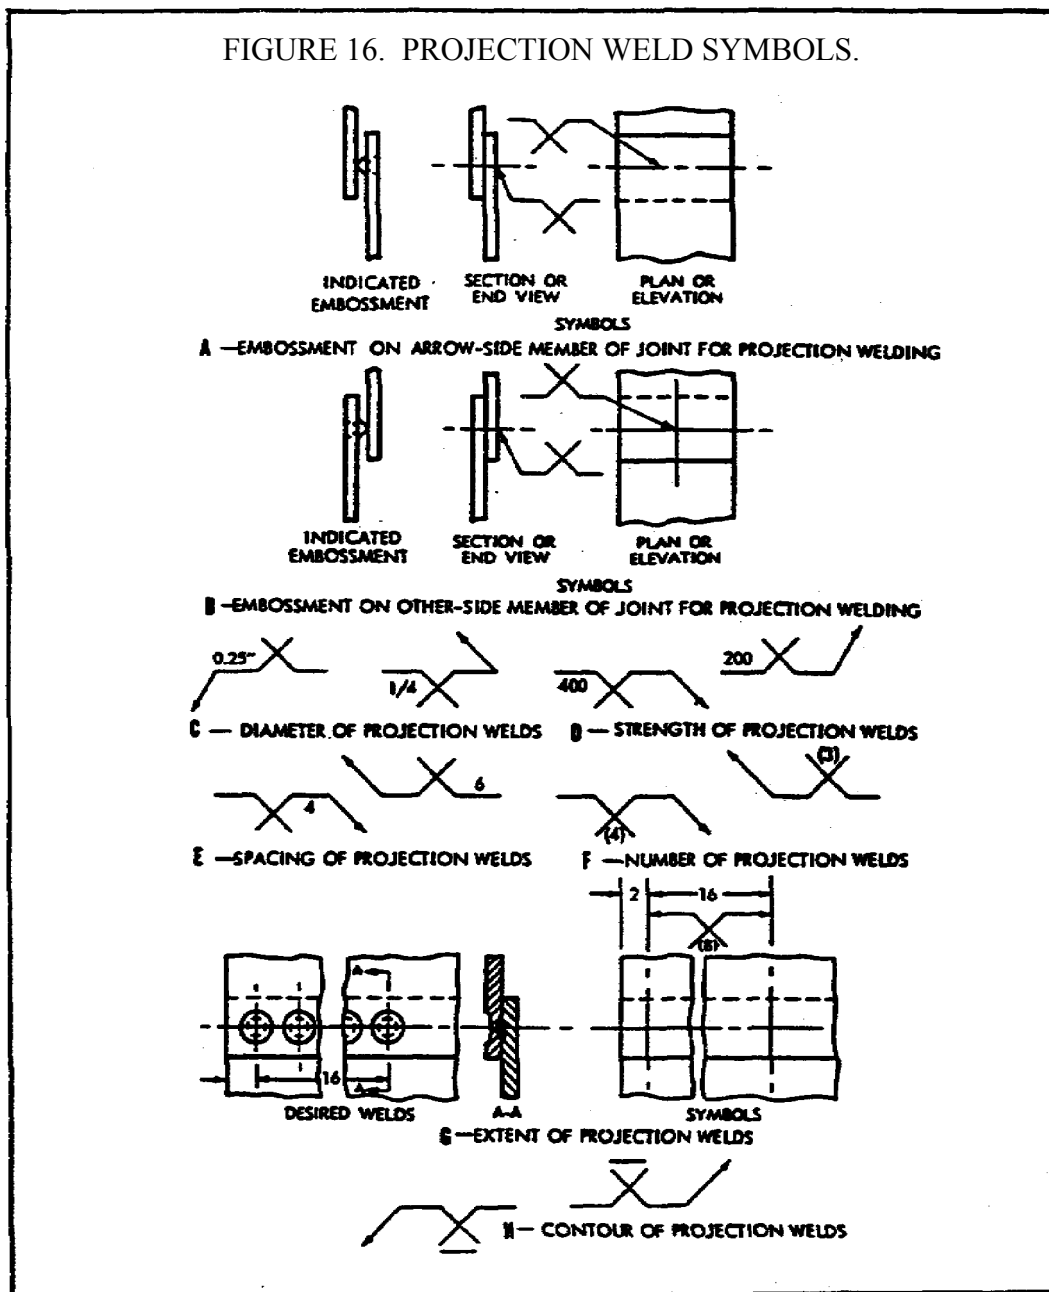 FIGURE 16. PROJECTION WELD SYMBOLS.
INDICATED
EMBOSSMENT
SECTION OR
END VIEW
PLAN OR
ELEVATION
SYMBOLS
A —EMBOSSMENT ON ARROW-SIDE MEMBER OF JOINT FOR PROJECTION WELDING
INDICATED
EMBOSSMENT
SECTION OR
END VIEW
PLAN OR
ELEVATION
SYMBOLS
B —EMBOSSMENT ON OTHER-SIDE MEMBER OF JOINT FOR PROJECTION WELDING
0.25"
1/4
400
200
C — DIAMETER OF PROJECTION WELDS
D — STRENGTH OF PROJECTION WELDS
4
6
(4)
(3)
E —SPACING OF PROJECTION WELDS
F —NUMBER OF PROJECTION WELDS
2
16
(8)
A
16
A
DESIRED WELDS
A-A
SYMBOLS
G —EXTENT OF PROJECTION WELDS
H — CONTOUR OF PROJECTION WELDS